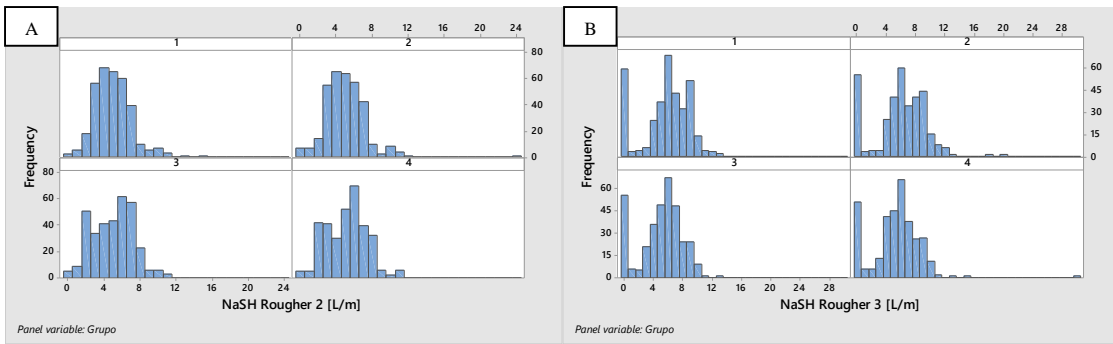 A
0 4 8 12 16 20 24
1 2
80
60
40
20
0
Frequency
3 4
80
60
40
20
0
0 4 8 12 16 20 24
NaSH Rougher 2 [L/m]
Panel variable: Grupo
B
0 4 8 12 16 20 24 28
1 2
60
45
30
15
0
Frequency
3 4
60
45
30
15
0
0 4 8 12 16 20 24 28
NaSH Rougher 3 [L/m]
Panel variable: Grupo